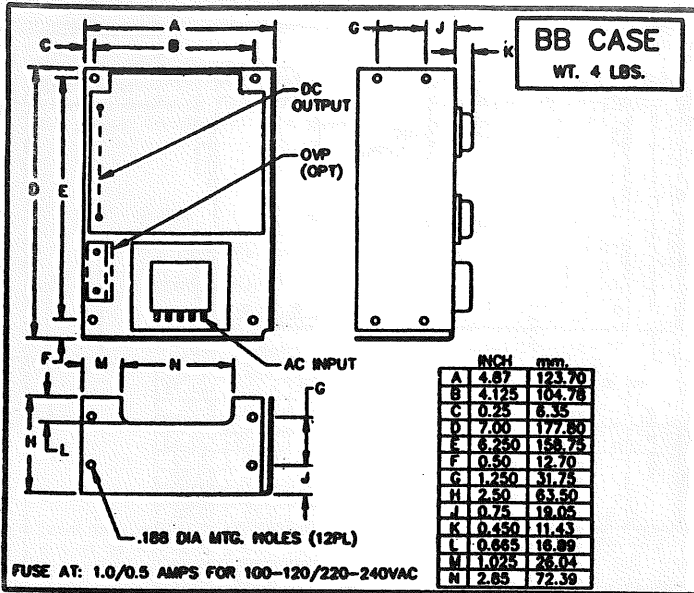 A
C
B
G
J
K
BB CASE
WT. 4 LBS.
DC
OUTPUT
OVP
(OPT)
D
E
AC INPUT
F
M
N
G
H
L
J
.188 DIA MTG. HOLES (12PL)
FUSE AT: 1.0/0.5 AMPS FOR 100-120/220-240VAC
INCH mm.
A 4.87 123.70
B 4.125 104.78
C 0.25 6.35
D 7.00 177.80
E 6.250 158.75
F 0.50 12.70
G 1.250 31.75
H 2.50 63.50
J 0.75 19.05
K 0.450 11.43
L 0.665 16.89
M 1.025 26.04
N 2.85 72.39